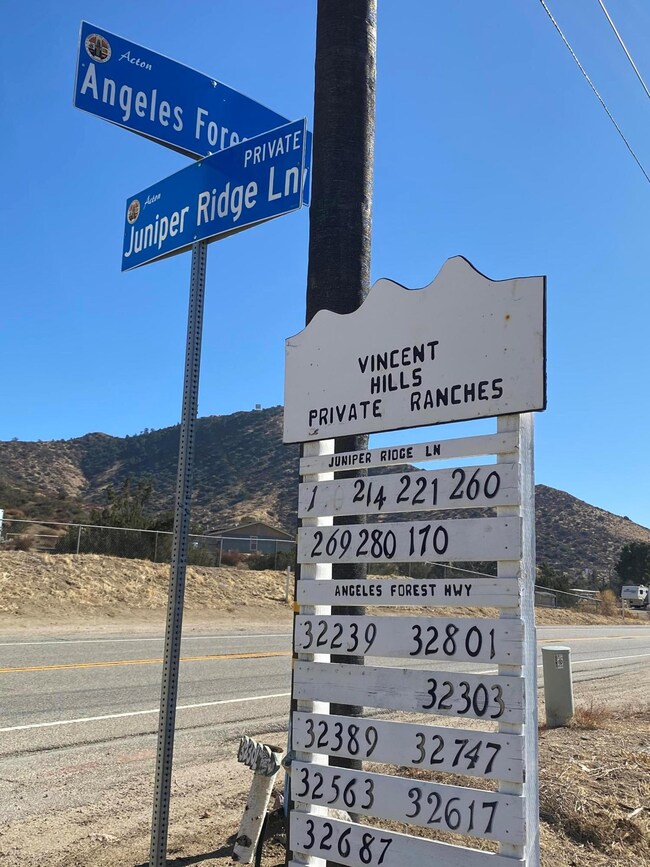 Acton
Angeles Fore
PRIVATE
Acton
Juniper Ridge Ln
VINCENT
HILLS
PRIVATE RANCHES
JUNIPER RIDGE LN
214 221 260
269 280 170
ANGELES FOREST HWY
32239 32801
32303
32389 32747
32563 32617
32687